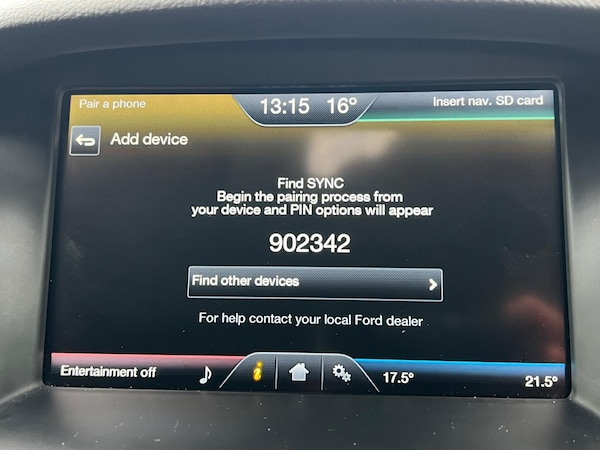 Pair a phone
13:15 16°
Insert nav. SD card
Add device
Find SYNC
Begin the pairing process from
your device and PIN options will appear
902342
Find other devices
For help contact your local Ford dealer
Entertainment off
17.5°
21.5°